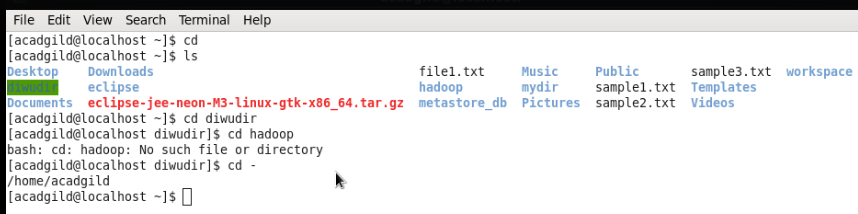 File Edit View Search Terminal Help
[acadgild@localhost ~]$ cd
[acadgild@localhost ~]$ ls
Desktop Downloads file1.txt Music Public sample3.txt workspace
diwudir eclipse hadoop mydir sample1.txt Templates
Documents eclipse-jee-neon-M3-linux-gtk-x86_64.tar.gz metastore_db Pictures sample2.txt Videos
[acadgild@localhost ~]$ cd diwudir
[acadgild@localhost diwudir]$ cd hadoop
bash: cd: hadoop: No such file or directory
[acadgild@localhost diwudir]$ cd -
/home/acadgild
[acadgild@localhost ~]$